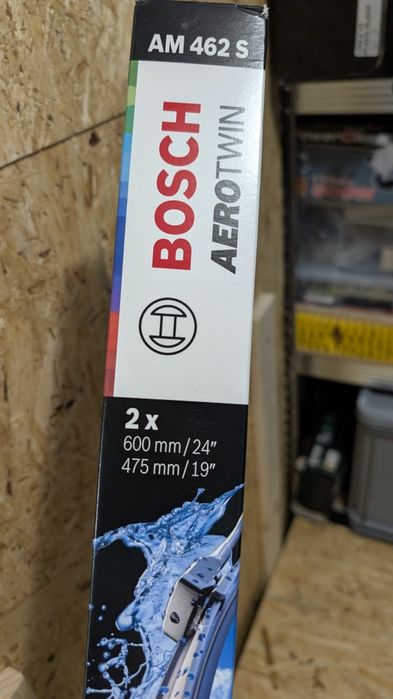 AM 462 S
BOSCH
AEROTWIN
2 x
600 mm/24″
475 mm/19″